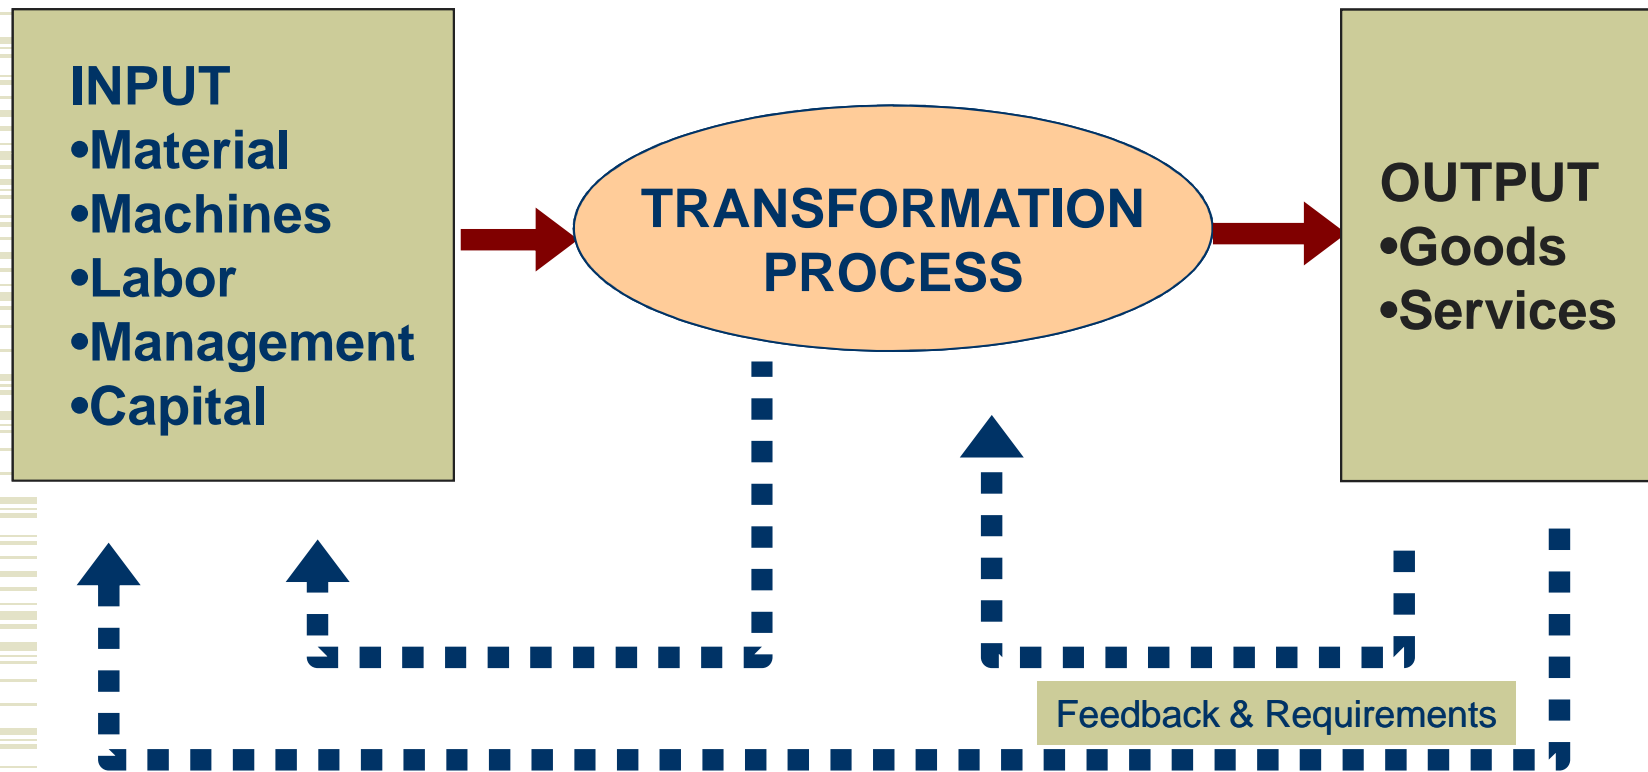 INPUT
•Material
•Machines
•Labor
•Management
•Capital
TRANSFORMATION
PROCESS
OUTPUT
•Goods
•Services
Feedback & Requirements